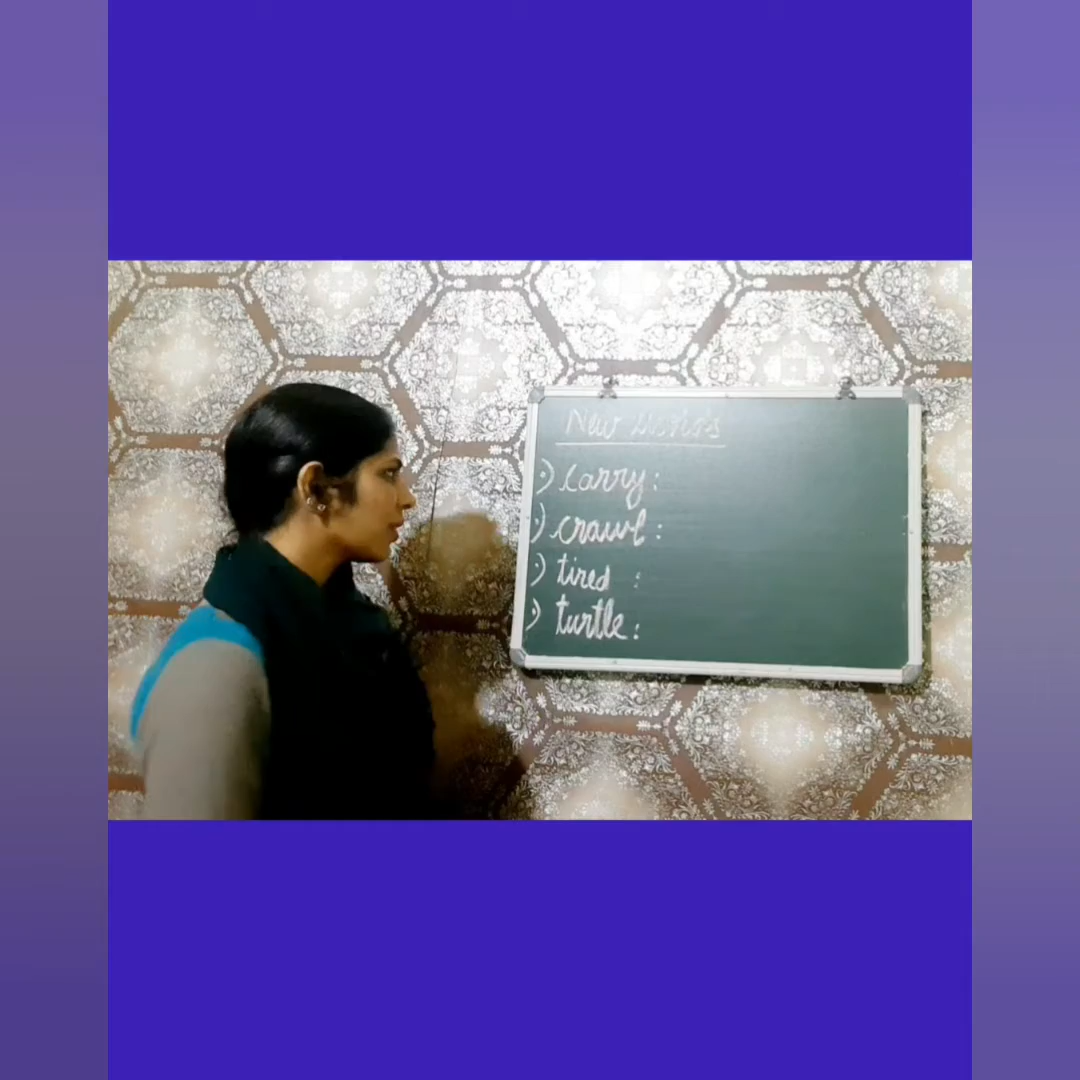 New Words
·) carry :
·) crawl :
·) tired :
·) turtle :